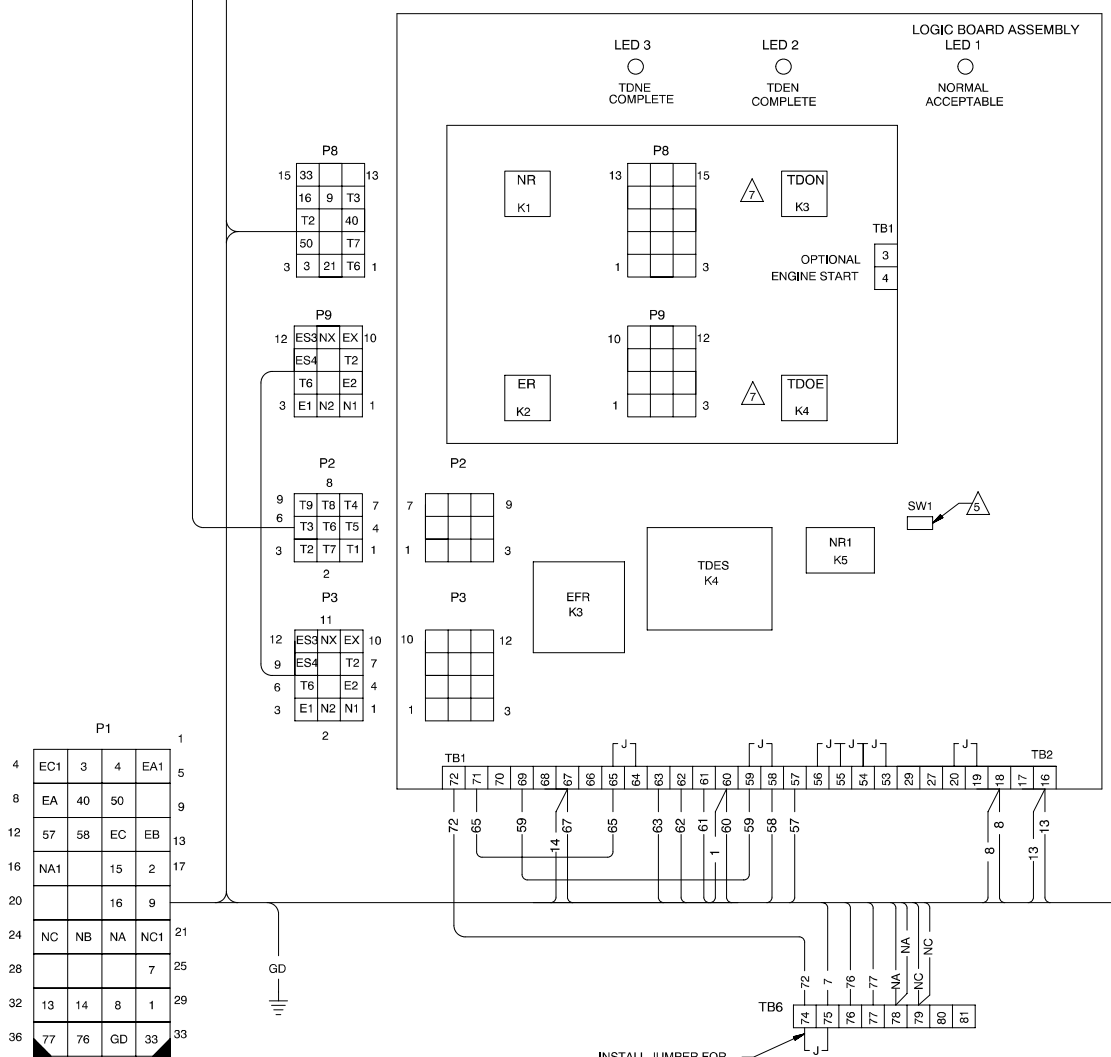 LOGIC BOARD ASSEMBLY
LED 3 LED 2 LED 1
TDNE COMPLETE
TDEN COMPLETE
NORMAL ACCEPTABLE
P8
15 33 13
16 9 T3
T2 40
50 T7
3 3 21 T6 1
P9
12 ES3 NX EX 10
ES4 T2
T6 E2
3 E1 N2 N1 1
P2
8
9 T9 T8 T4 7
6 T3 T6 T5 4
3 T2 T7 T1 1
2
P3
11
12 ES3 NX EX 10
9 ES4 T2 7
6 T6 E2 4
3 E1 N2 N1 1
2
NR
K1
P8
13 15
1 3
7
TDON
K3
TB1
OPTIONAL
ENGINE START
3
4
ER
K2
P9
10 12
1 3
7
TDOE
K4
P2
7 9
1 3
P3
10 12
1 3
EFR
K3
TDES
K4
NR1
K5
SW1
5
J J J J J
TB1 TB2
72 71 70 69 68 67 66 65 64 63 62 61 60 59 58 57 56 55 54 53 29 27 20 19 18 17 16
72 65 59 14 67 65 63 62 61 1 60 59 58 57 8 8 13 13
P1
1
4 EC1 3 4 EA1 5
8 EA 40 50 9
12 57 58 EC EB 13
16 NA1 15 2 17
20 16 9
24 NC NB NA NC1 21
28 7 25
32 13 14 8 1 29
36 77 76 GD 33 33
GD
72 7 76 77 NA NA NC NC
TB6 74 75 76 77 78 79 80 81
J
INSTALL JUMPER FOR